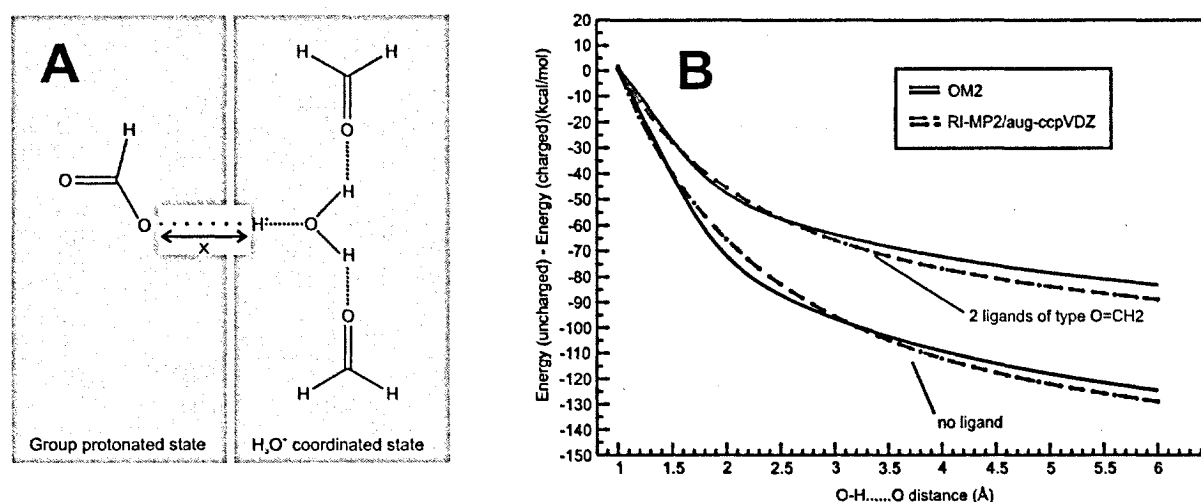 A
H
H
O
H
H
O
O
H
O
H
X
O
H
H
Group protonated state
H₃O⁺ coordinated state
B
Energy (uncharged) - Energy (charged)(kcal/mol)
20
10
0
-10
-20
-30
-40
-50
-60
-70
-80
-90
-100
-110
-120
-130
-140
-150
OM2
RI-MP2/aug-ccpVDZ
2 ligands of type O=CH2
no ligand
1 1.5 2 2.5 3 3.5 4 4.5 5 5.5 6
O-H......O distance (Å)